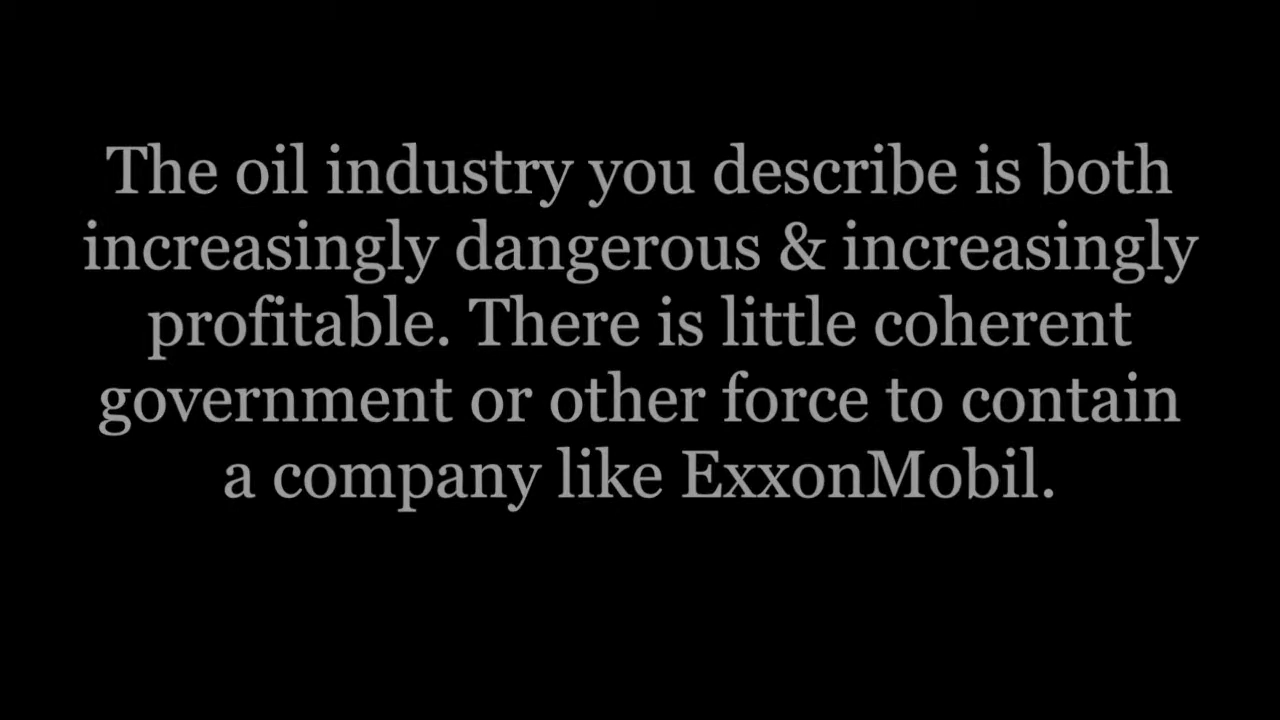 The oil industry you describe is both
increasingly dangerous & increasingly
profitable. There is little coherent
government or other force to contain
a company like ExxonMobil.